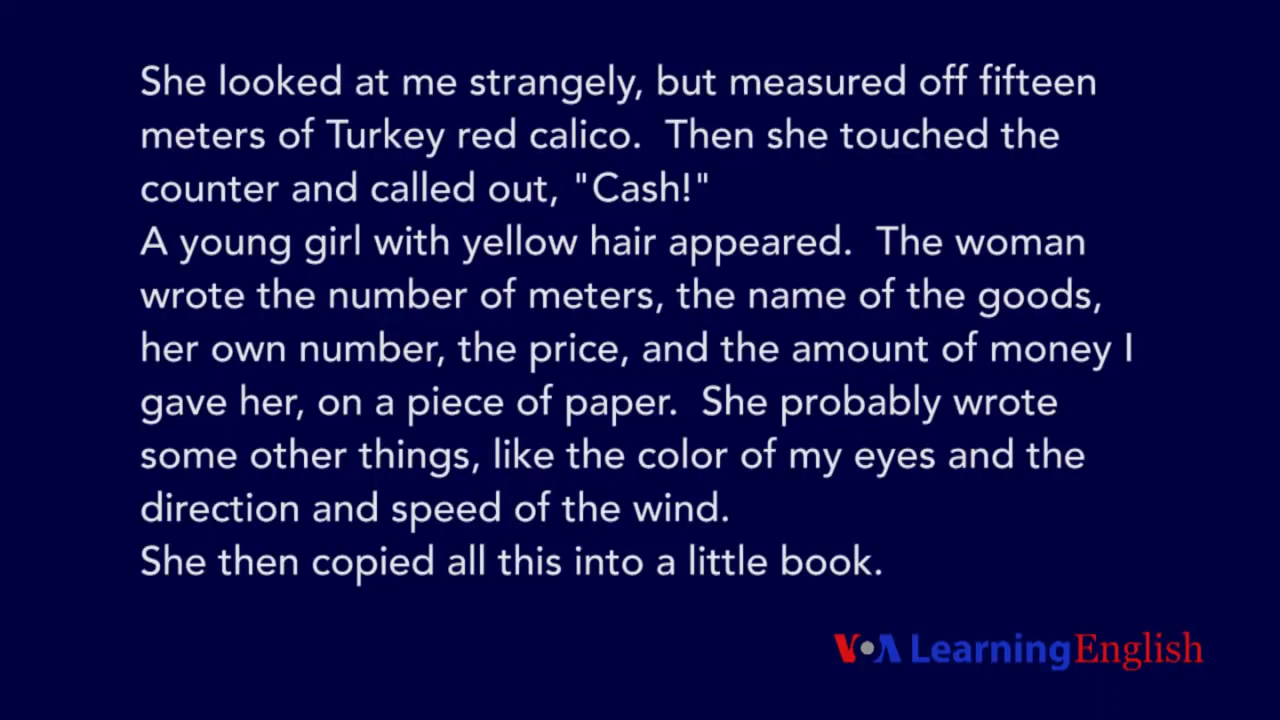 She looked at me strangely, but measured off fifteen
meters of Turkey red calico.  Then she touched the
counter and called out, "Cash!"
A young girl with yellow hair appeared.  The woman
wrote the number of meters, the name of the goods,
her own number, the price, and the amount of money I
gave her, on a piece of paper.  She probably wrote
some other things, like the color of my eyes and the
direction and speed of the wind.
She then copied all this into a little book.
VOA Learning English